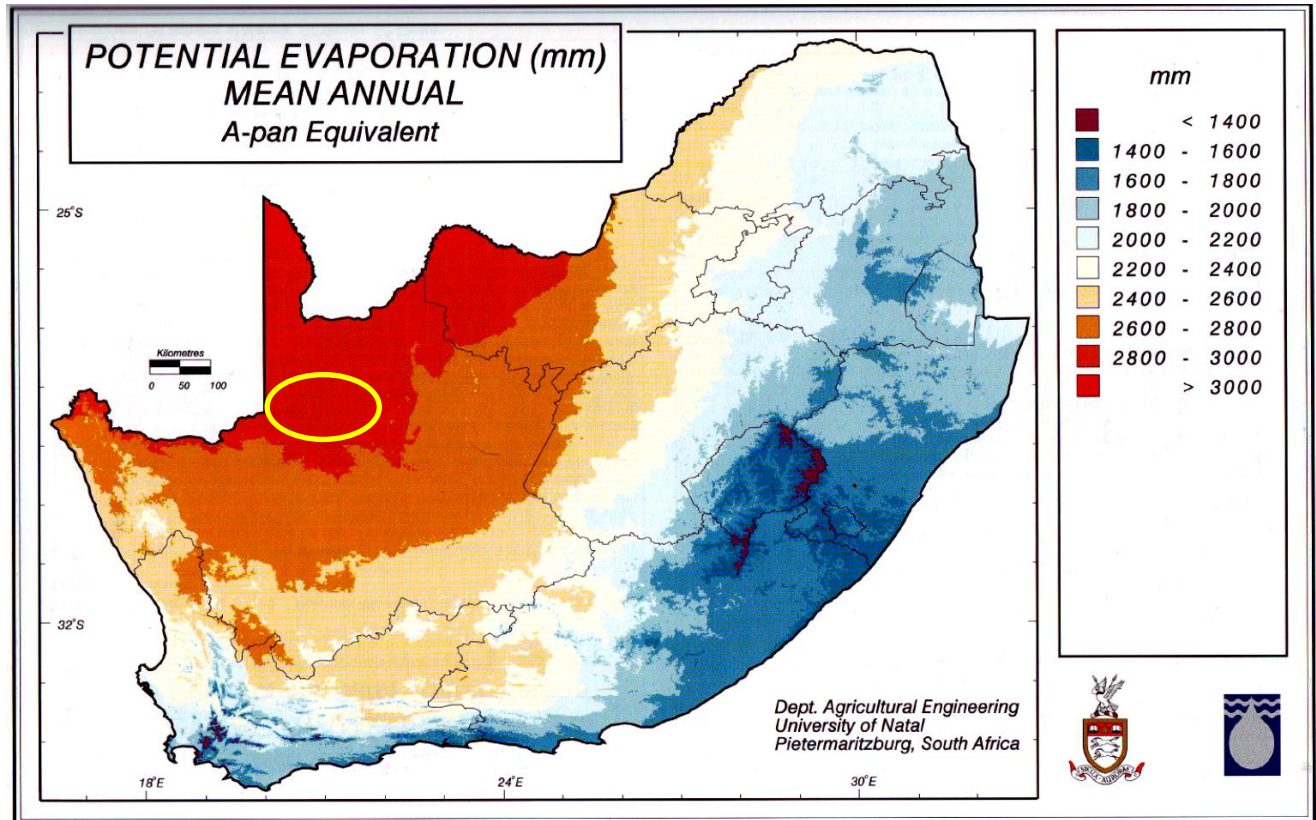 POTENTIAL EVAPORATION (mm)
MEAN ANNUAL
A-pan Equivalent
mm
< 1400
1400 - 1600
1600 - 1800
1800 - 2000
2000 - 2200
2200 - 2400
2400 - 2600
2600 - 2800
2800 - 3000
> 3000
25°S
Kilometres
0 50 100
32°S
Dept. Agricultural Engineering
University of Natal
Pietermaritzburg, South Africa
18°E
24°E
30°E